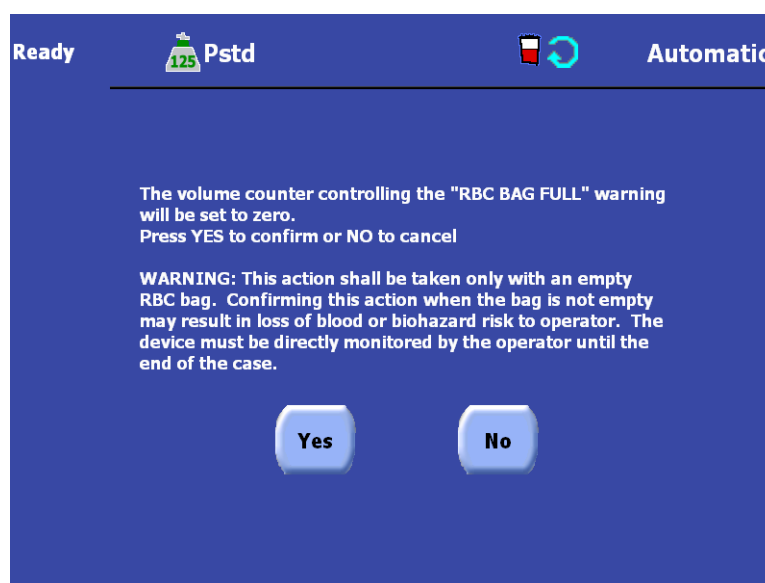 Ready
125 Pstd
Automatic
The volume counter controlling the "RBC BAG FULL" warning
will be set to zero.
Press YES to confirm or NO to cancel
WARNING: This action shall be taken only with an empty
RBC bag. Confirming this action when the bag is not empty
may result in loss of blood or biohazard risk to operator. The
device must be directly monitored by the operator until the
end of the case.
Yes
No